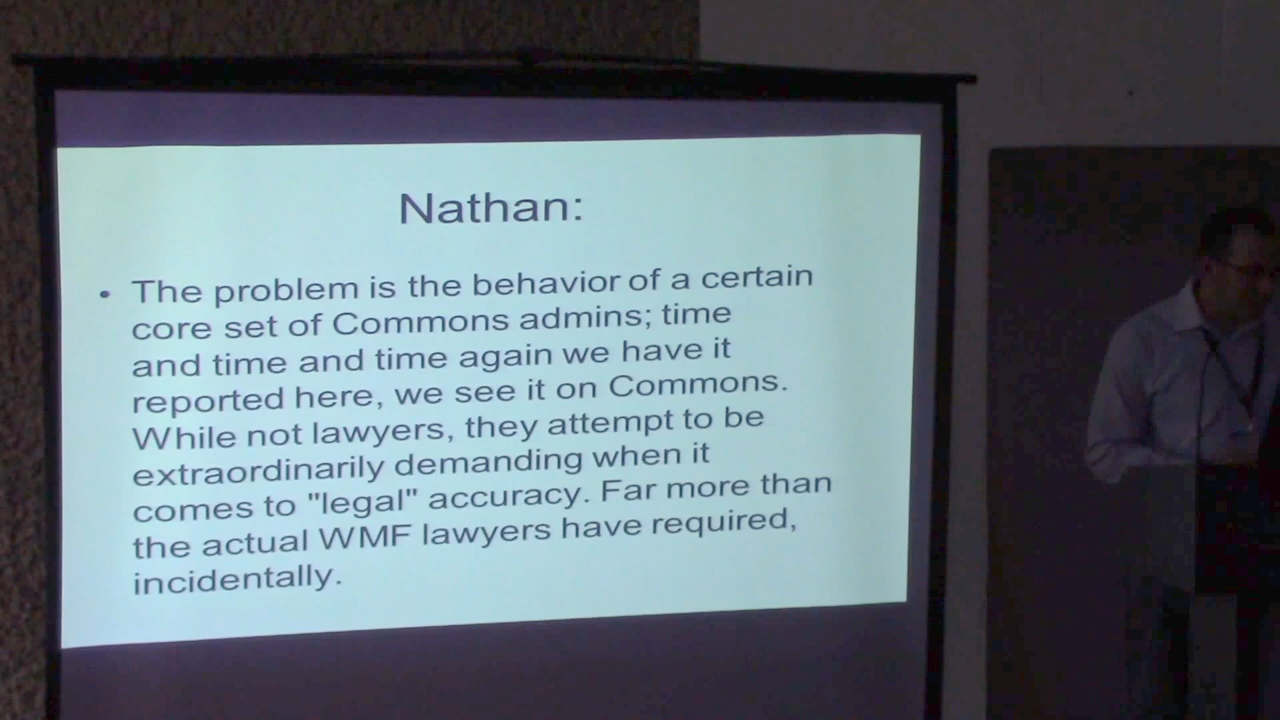 Nathan:
• The problem is the behavior of a certain
core set of Commons admins; time
and time and time again we have it
reported here, we see it on Commons.
While not lawyers, they attempt to be
extraordinarily demanding when it
comes to "legal" accuracy. Far more than
the actual WMF lawyers have required,
incidentally.